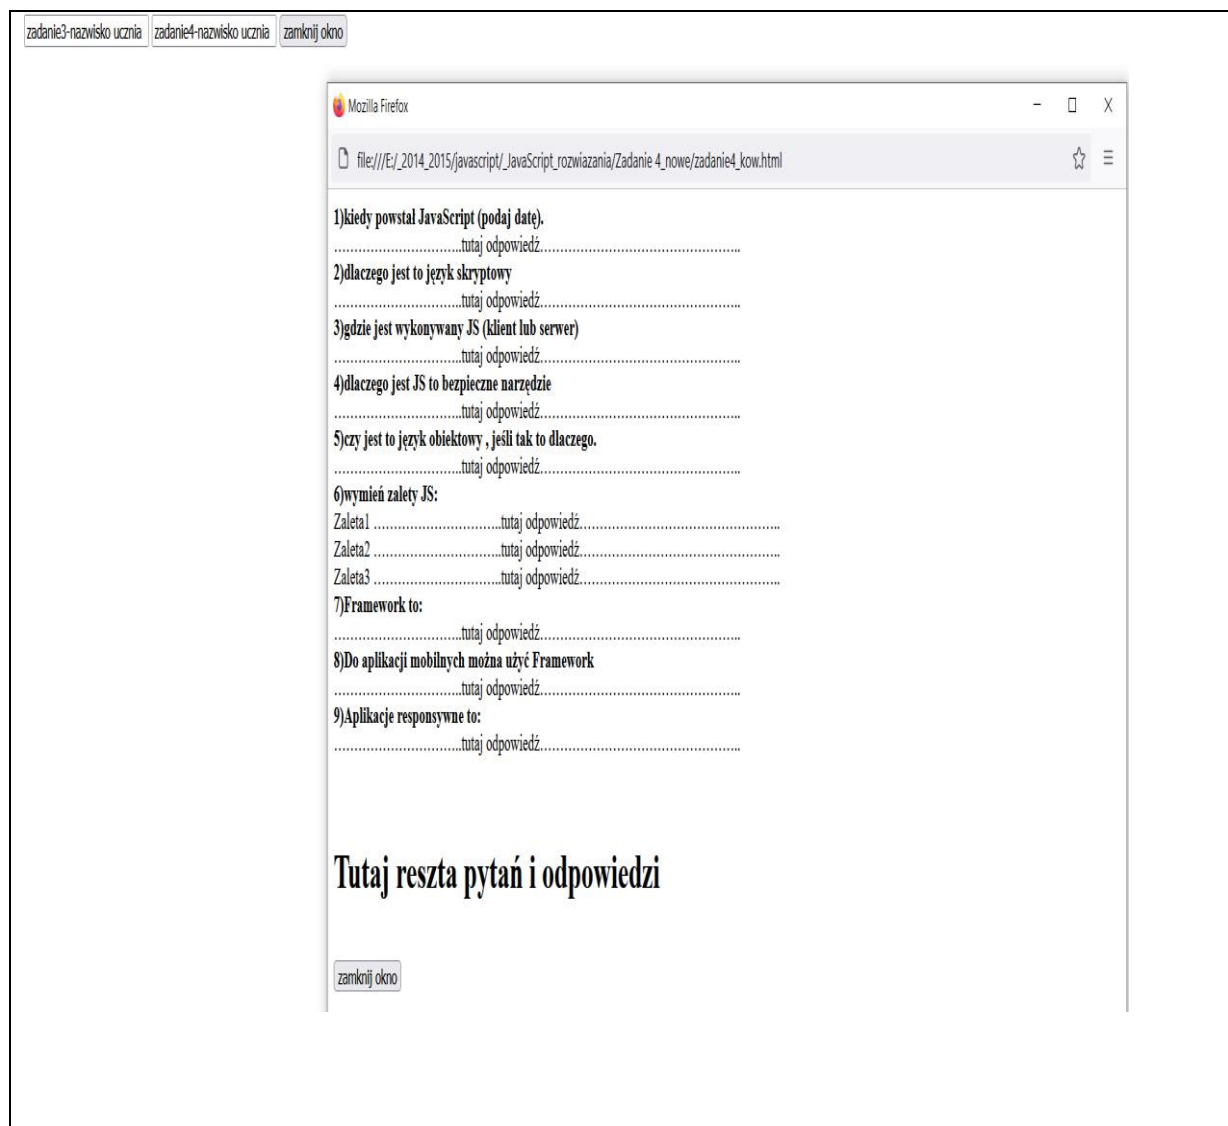 zadanie3-nazwisko ucznia zadanie4-nazwisko ucznia zamknij okno
Mozilla Firefox
file:///E:/_2014_2015/javascript/_JavaScript_rozwiazania/Zadanie 4_nowe/zadanie4_kow.html
1)kiedy powstał JavaScript (podaj datę).
…………………………..tutaj odpowiedź…………………………………………..
2)dlaczego jest to język skryptowy
…………………………..tutaj odpowiedź…………………………………………..
3)gdzie jest wykonywany JS (klient lub serwer)
…………………………..tutaj odpowiedź…………………………………………..
4)dlaczego jest JS to bezpieczne narzędzie
…………………………..tutaj odpowiedź…………………………………………..
5)czy jest to język obiektowy , jeśli tak to dlaczego.
…………………………..tutaj odpowiedź…………………………………………..
6)wymień zalety JS:
Zaleta1 …………………………..tutaj odpowiedź…………………………………………..
Zaleta2 …………………………..tutaj odpowiedź…………………………………………..
Zaleta3 …………………………..tutaj odpowiedź…………………………………………..
7)Framework to:
…………………………..tutaj odpowiedź…………………………………………..
8)Do aplikacji mobilnych można użyć Framework
…………………………..tutaj odpowiedź…………………………………………..
9)Aplikacje responsywne to:
…………………………..tutaj odpowiedź…………………………………………..
Tutaj reszta pytań i odpowiedzi
zamknij okno